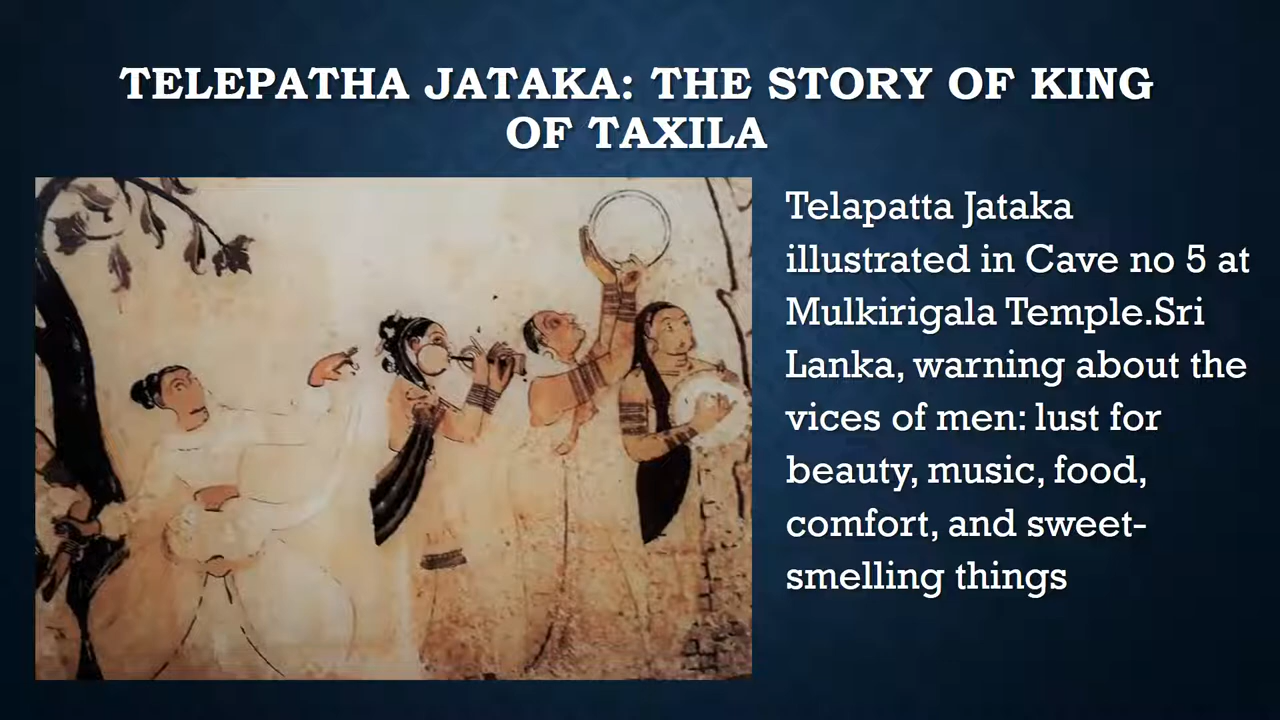 TELEPATHA JATAKA: THE STORY OF KING
OF TAXILA
Telapatta Jataka
illustrated in Cave no 5 at
Mulkirigala Temple.Sri
Lanka, warning about the
vices of men: lust for
beauty, music, food,
comfort, and sweet-
smelling things